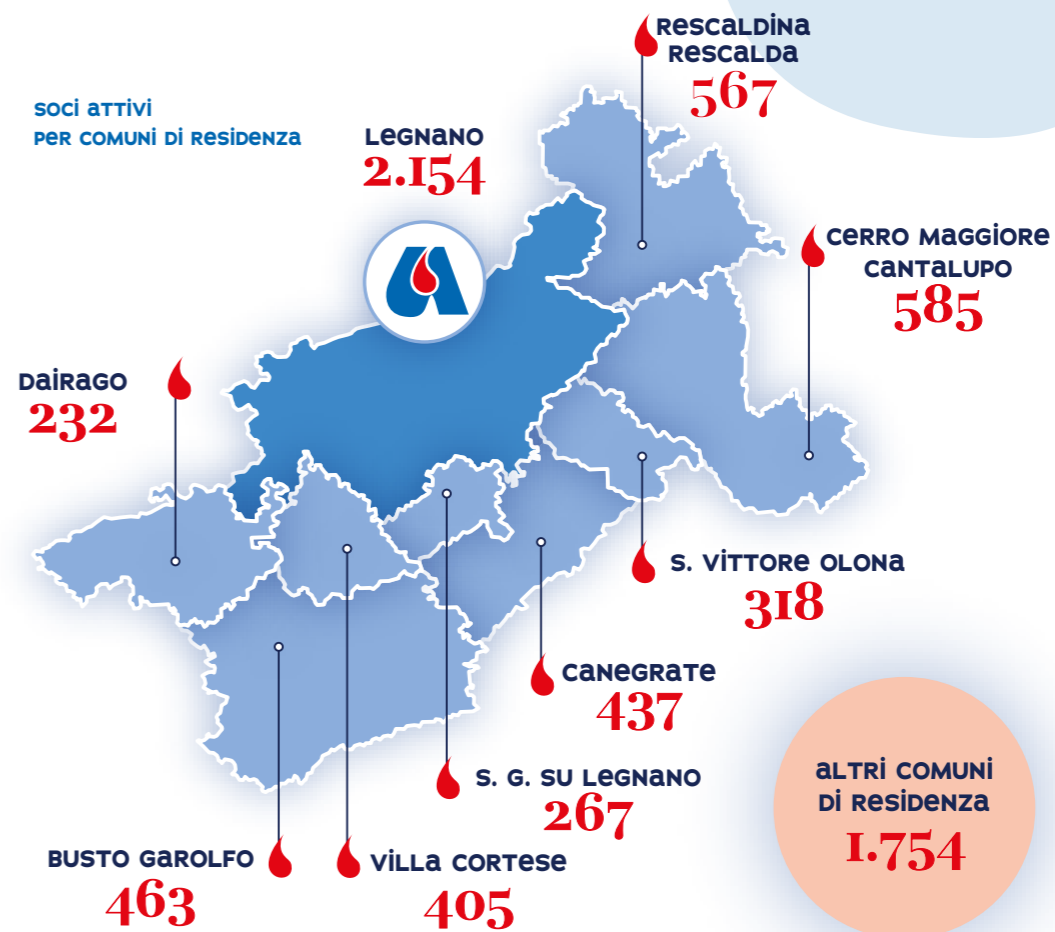 SOCI ATTIVI
PER COMUNI DI RESIDENZA
RESCALDINA
RESCALDA
567
LEGNANO
2.154
CERRO MAGGIORE
CANTALUPO
585
DAIRAGO
232
S. VITTORE OLONA
318
CANEGRATE
437
S. G. SU LEGNANO
267
BUSTO GAROLFO
463
VILLA CORTESE
405
ALTRI COMUNI
DI RESIDENZA
1.754